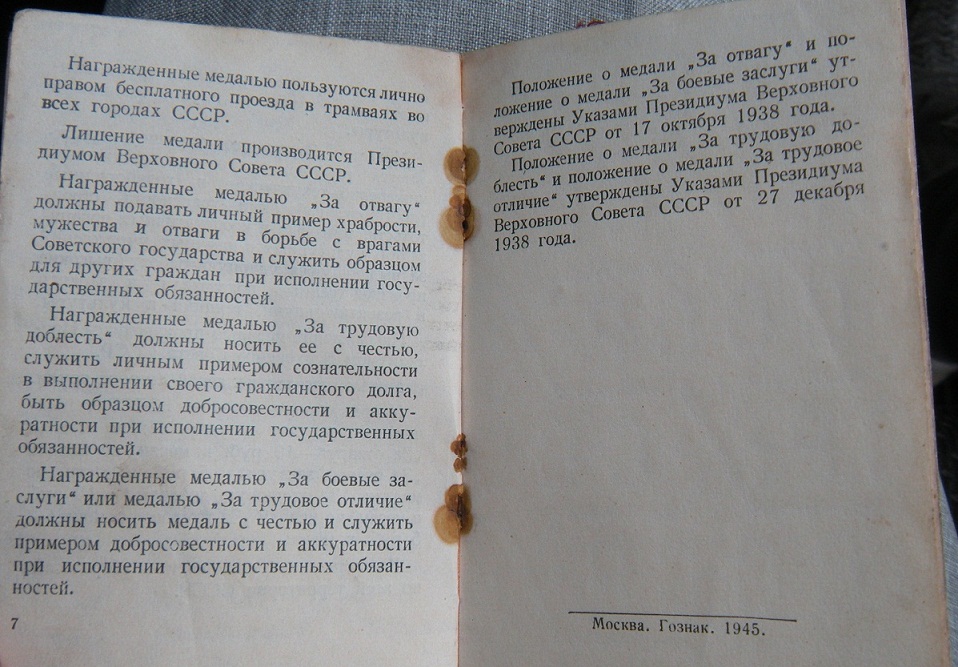 Награжденные медалью пользуются лично
правом бесплатного проезда в трамваях во
всех городах СССР.
Лишение медали производится Прези-
диумом Верховного Совета СССР.
Награжденные медалью „За отвагу“
должны подавать личный пример храбрости,
мужества и отваги в борьбе с врагами
Советского государства и служить образцом
для других граждан при исполнении госу-
дарственных обязанностей.
Награжденные медалью „За трудовую
доблесть“ должны носить ее с честью,
служить личным примером сознательности
в выполнении своего гражданского долга,
быть образцом добросовестности и акку-
ратности при исполнении государственных
обязанностей.
Награжденные медалью „За боевые за-
слуги“ или медалью „За трудовое отличие“
должны носить медаль с честью и служить
примером добросовестности и аккуратности
при исполнении государственных обязан-
ностей.
7
Положение о медали „За отвагу“ и по-
ложение о медали „За боевые заслуги“ ут-
верждены Указами Президиума Верховного
Совета СССР от 17 октября 1938 года.
Положение о медали „За трудовую до-
блесть“ и положение о медали „За трудовое
отличие“ утверждены Указами Президиума
Верховного Совета СССР от 27 декабря
1938 года.
Москва. Гознак. 1945.